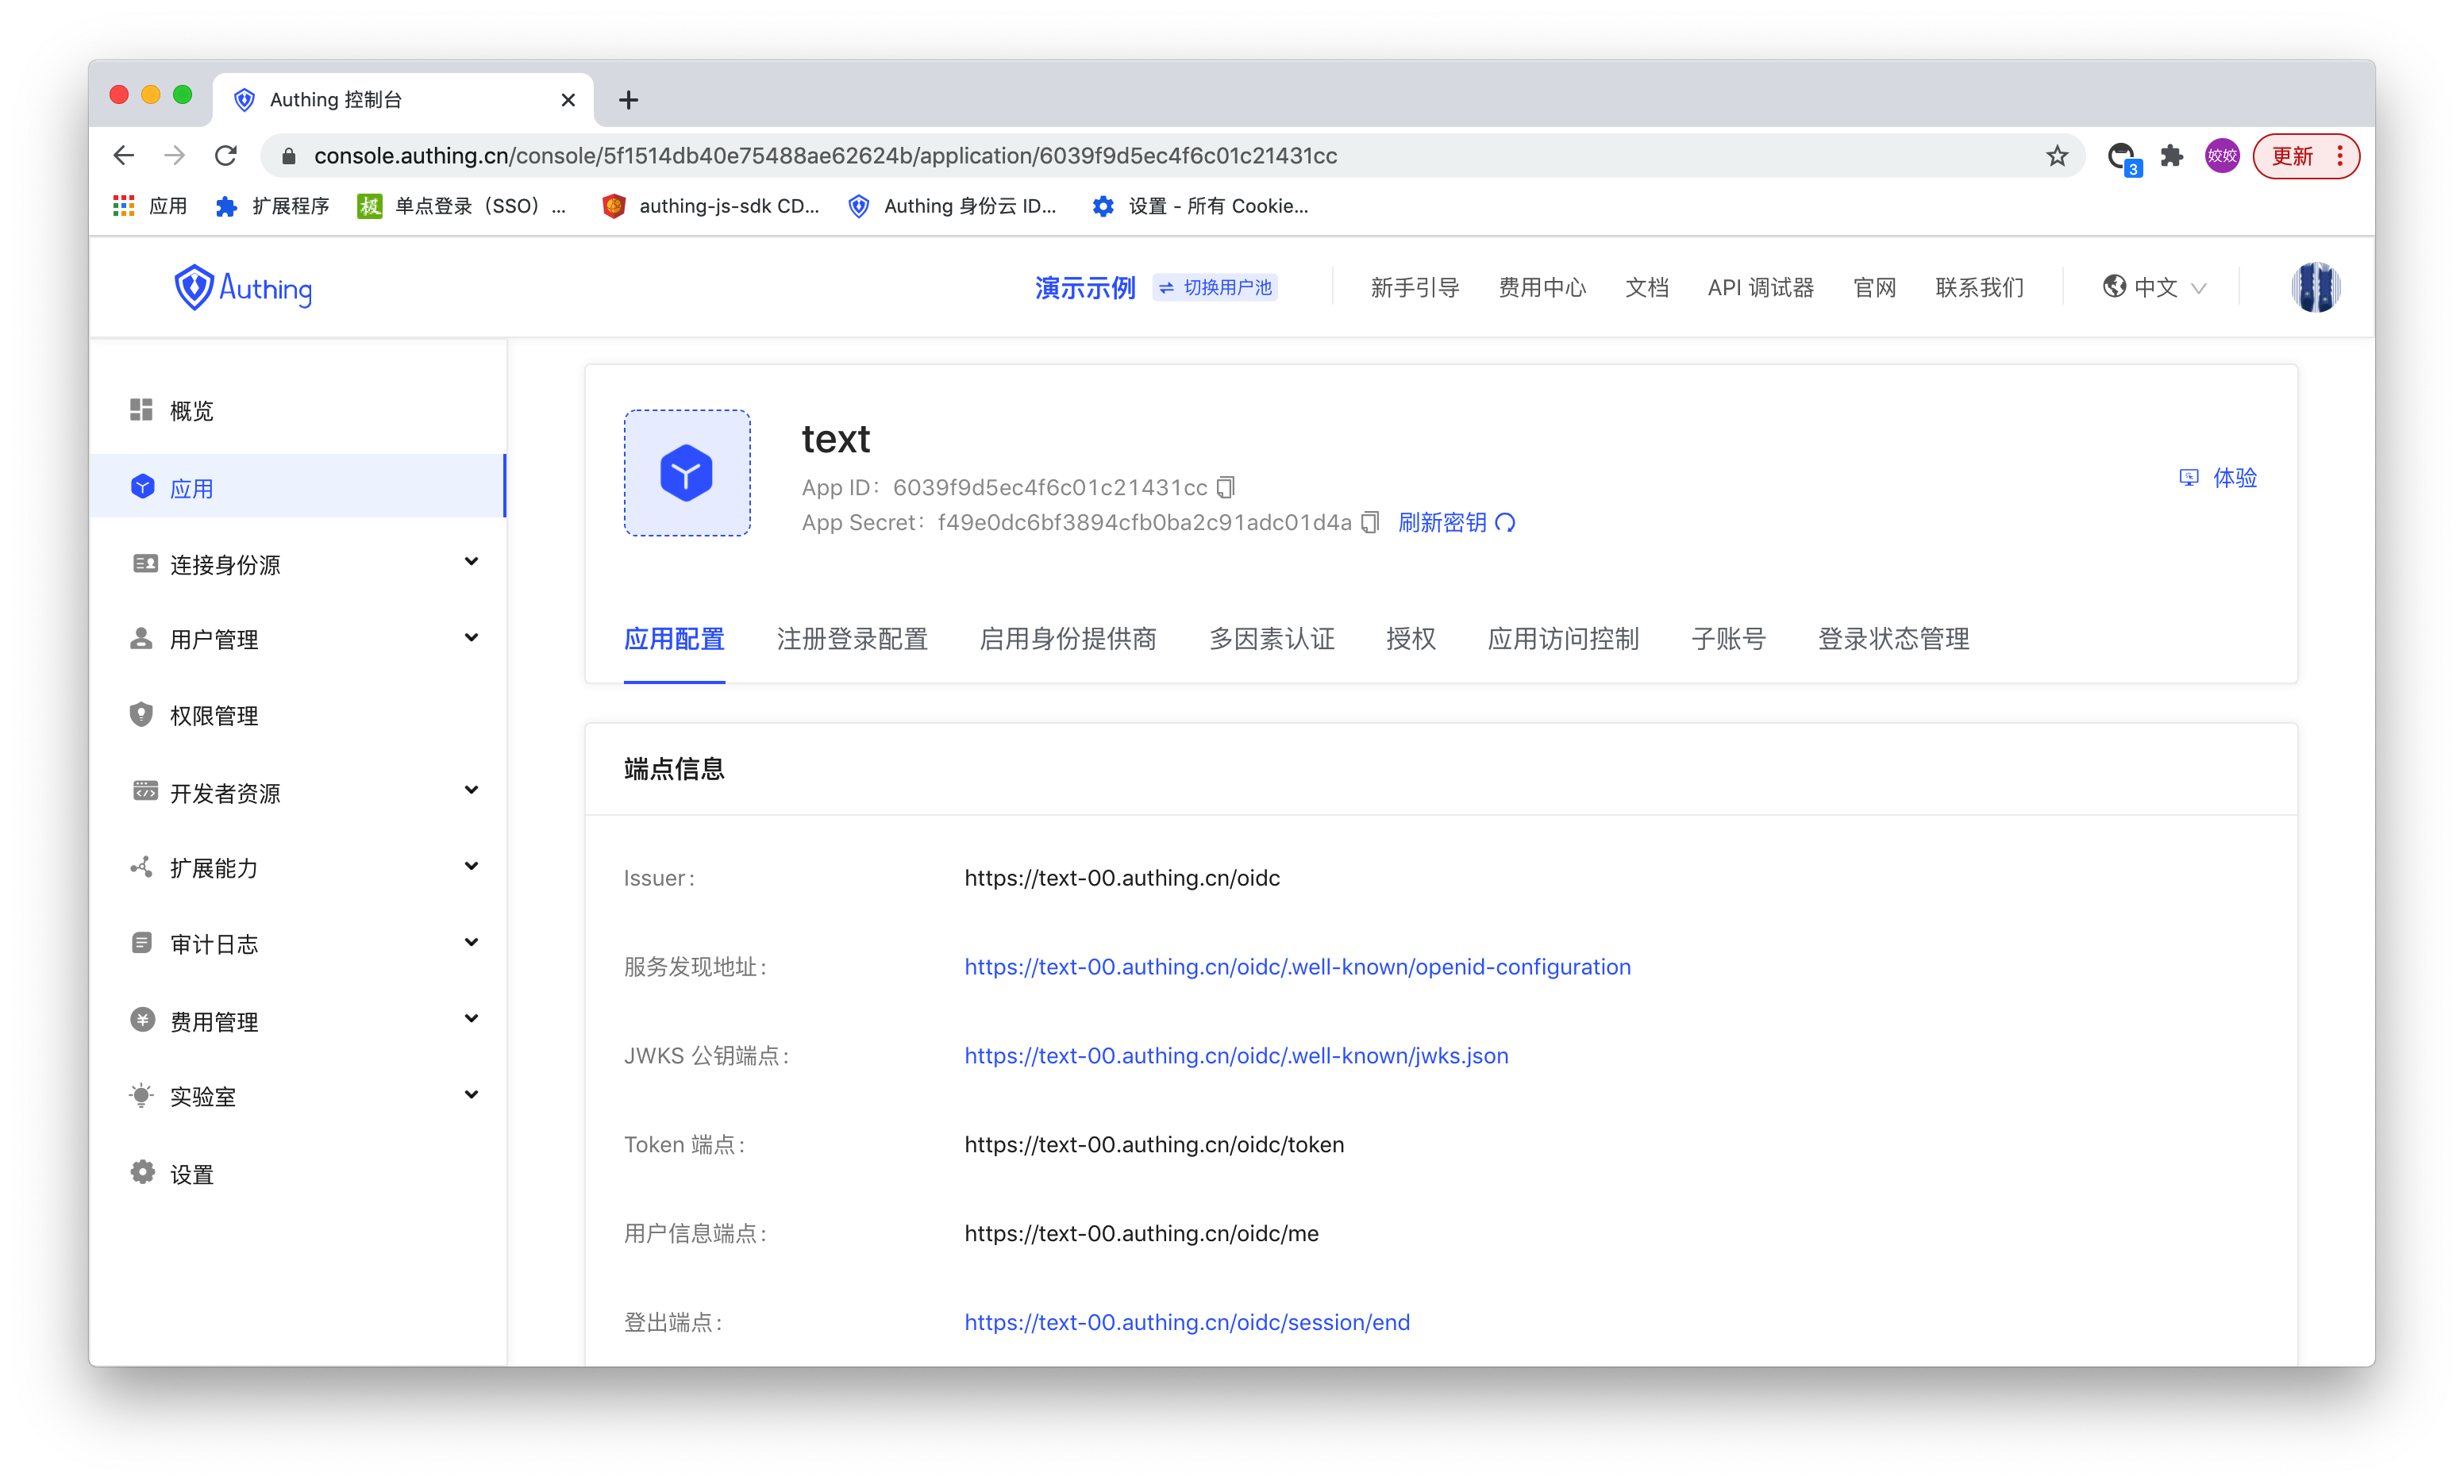 Authing 控制台
console.authing.cn/console/5f1514db40e75488ae62624b/application/6039f9d5ec4f6c01c21431cc
3
姣姣
更新
应用
扩展程序
极
单点登录（SSO）...
authing-js-sdk CD...
Authing 身份云 ID...
设置 - 所有 Cookie...
Authing
演示示例
切换用户池
新手引导
费用中心
文档
API 调试器
官网
联系我们
中文
概览
应用
连接身份源
用户管理
权限管理
开发者资源
扩展能力
审计日志
费用管理
实验室
设置
text
App ID： 6039f9d5ec4f6c01c21431cc
App Secret： f49e0dc6bf3894cfb0ba2c91adc01d4a 刷新密钥
体验
应用配置
注册登录配置
启用身份提供商
多因素认证
授权
应用访问控制
子账号
登录状态管理
端点信息
Issuer： https://text-00.authing.cn/oidc
服务发现地址： https://text-00.authing.cn/oidc/.well-known/openid-configuration
JWKS 公钥端点： https://text-00.authing.cn/oidc/.well-known/jwks.json
Token 端点： https://text-00.authing.cn/oidc/token
用户信息端点： https://text-00.authing.cn/oidc/me
登出端点： https://text-00.authing.cn/oidc/session/end